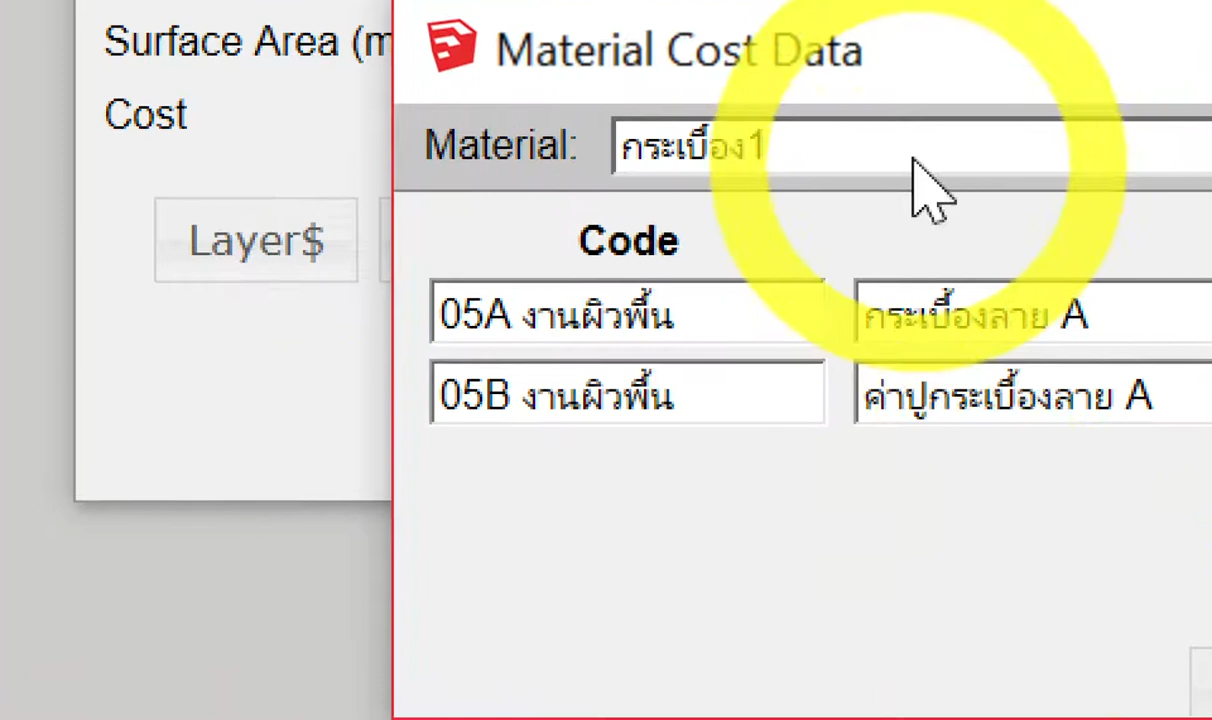 Surface Area (m
Cost
Layer$
Material Cost Data
Material: กระเบื้อง1
Code
05A งานผิวพื้น กระเบื้องลาย A
05B งานผิวพื้น ค่าปูกระเบื้องลาย A